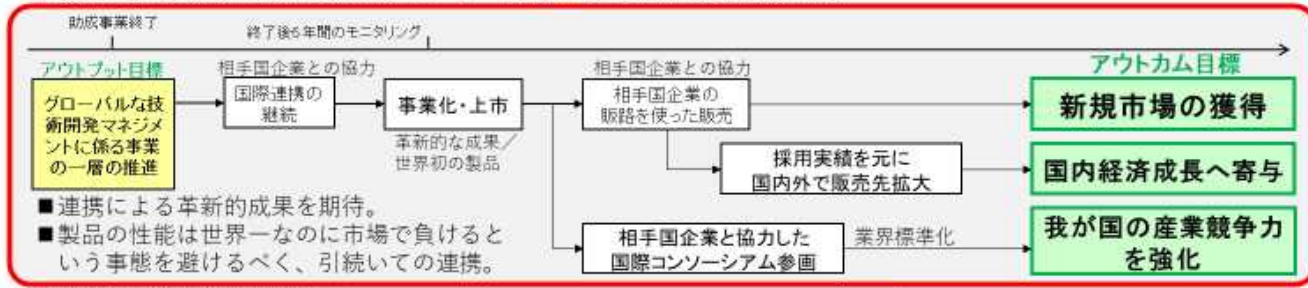 助成事業終了
終了後5年間のモニタリング
アウトプット目標
グローバルな技
術開発マネジメ
ントに係る事業
の一層の推進
相手国企業との協力
国際連携の
継続
事業化・上市
革新的な成果／
世界初の製品
相手国企業との協力
相手国企業の
販路を使った販売
採用実績を元に
国内外で販売先拡大
相手国企業と協力した
国際コンソーシアム参画
業界標準化
アウトカム目標
新規市場の獲得
国内経済成長へ寄与
我が国の産業競争力
を強化
■連携による革新的成果を期待。
■製品の性能は世界一なのに市場で負けると
いう事態を避けるべく、引続いての連携。